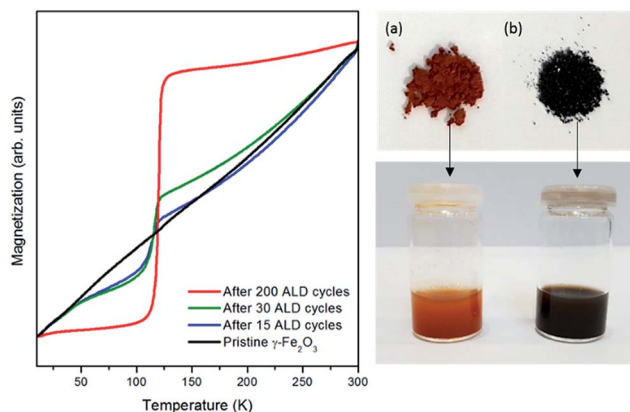 Magnetization (arb. units)
After 200 ALD cycles
After 30 ALD cycles
After 15 ALD cycles
Pristine γ-Fe₂O₃
50
100
150
200
250
300
Temperature (K)
(a)
(b)